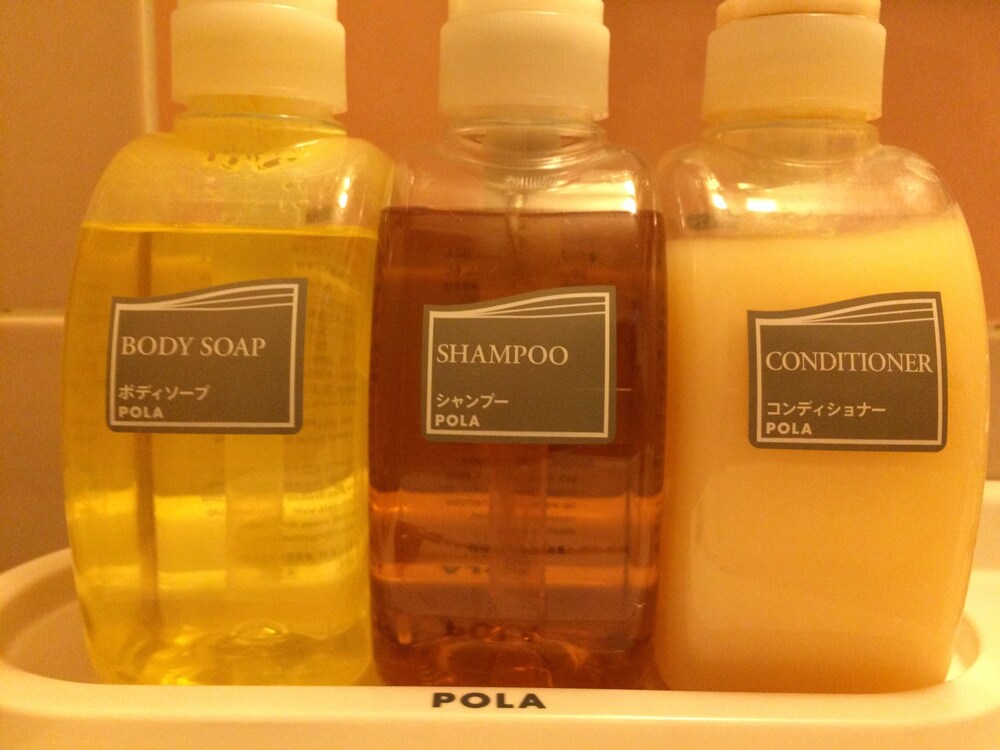 BODY SOAP
ボディソープ
POLA
SHAMPOO
シャンプー
POLA
CONDITIONER
コンディショナー
POLA
POLA